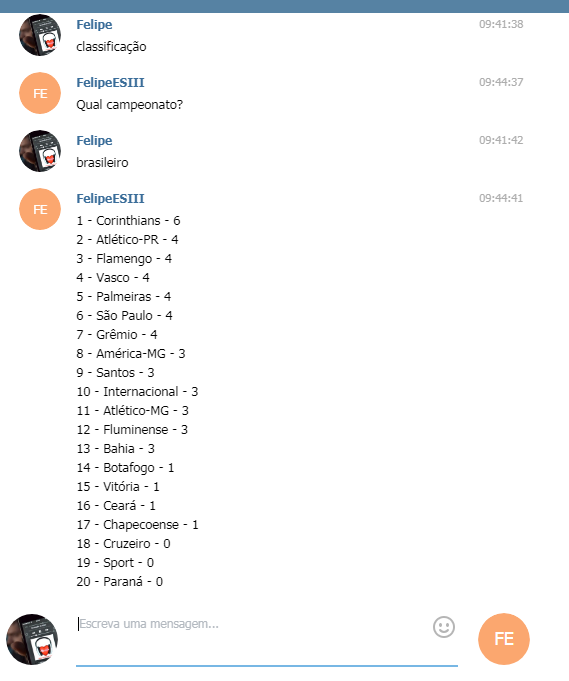 Felipe 09:41:38
classificação
FE
FelipeESIII 09:44:37
Qual campeonato?
Felipe 09:41:42
brasileiro
FE
FelipeESIII 09:44:41
1 - Corinthians - 6
2 - Atlético-PR - 4
3 - Flamengo - 4
4 - Vasco - 4
5 - Palmeiras - 4
6 - São Paulo - 4
7 - Grêmio - 4
8 - América-MG - 3
9 - Santos - 3
10 - Internacional - 3
11 - Atlético-MG - 3
12 - Fluminense - 3
13 - Bahia - 3
14 - Botafogo - 1
15 - Vitória - 1
16 - Ceará - 1
17 - Chapecoense - 1
18 - Cruzeiro - 0
19 - Sport - 0
20 - Paraná - 0
Escreva uma mensagem...
FE